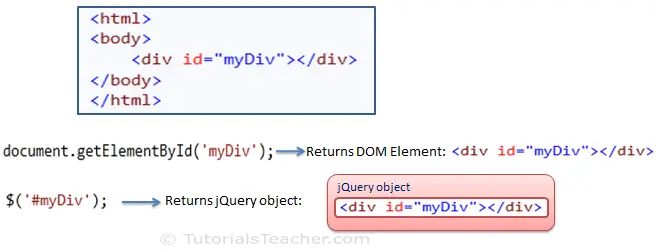 <html>
<body>
<div id="myDiv"></div>
</body>
</html>
document.getElementById('myDiv'); Returns DOM Element: <div id="myDiv"></div>
$('#myDiv'); Returns jQuery object:
jQuery object
<div id="myDiv"></div>
© TutorialsTeacher.com